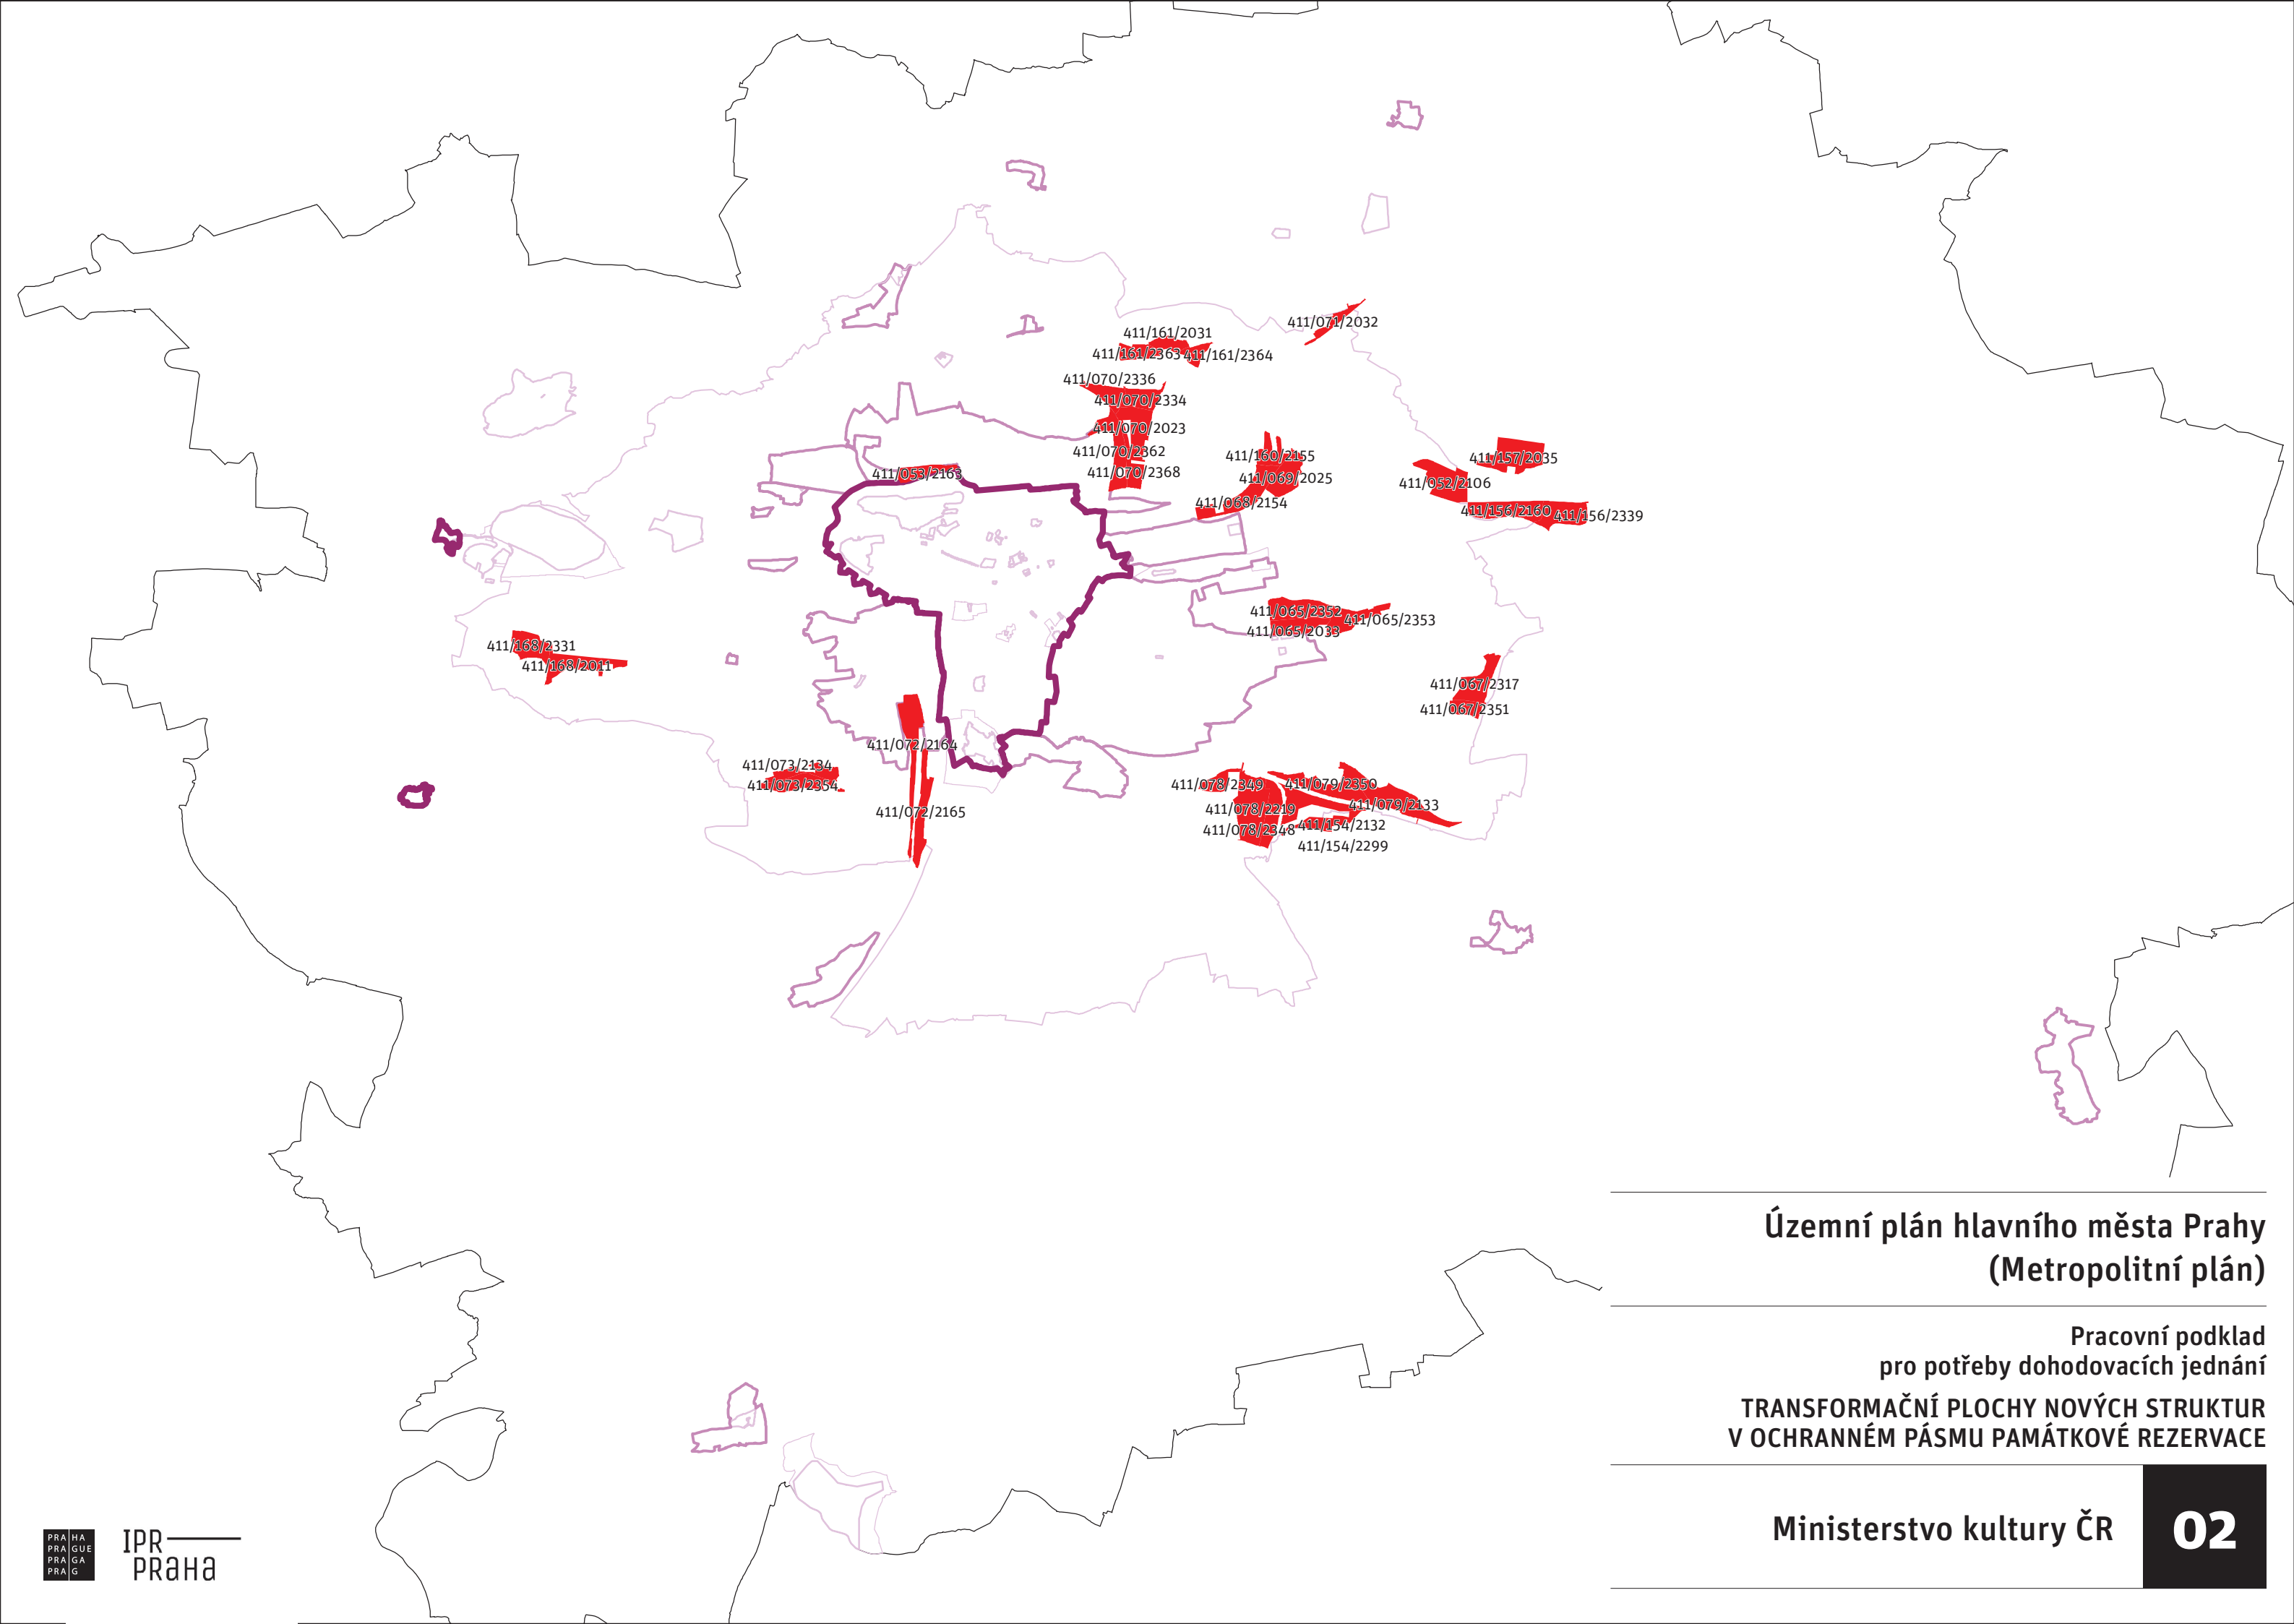 411/071/2032
411/161/2031
411/161/2363
411/161/2364
411/070/2336
411/070/2334
411/070/2023
411/070/2362
411/070/2368
411/053/2163
411/160/2155
411/069/2025
411/068/2154
411/157/2035
411/052/2106
411/156/2160
411/156/2339
411/065/2352
411/065/2353
411/065/2033
411/168/2331
411/168/2011
411/067/2317
411/067/2351
411/072/2164
411/073/2134
411/073/2354
411/072/2165
411/078/2349
411/079/2350
411/079/2133
411/078/2219
411/078/2348
411/154/2132
411/154/2299
Územní plán hlavního města Prahy
(Metropolitní plán)
Pracovní podklad
pro potřeby dohodovacích jednání
TRANSFORMAČNÍ PLOCHY NOVÝCH STRUKTUR
V OCHRANNÉM PÁSMU PAMÁTKOVÉ REZERVACE
Ministerstvo kultury ČR
02
PRA HA
PRA GUE
PRA GA
PRA G
IPR
PRAHA